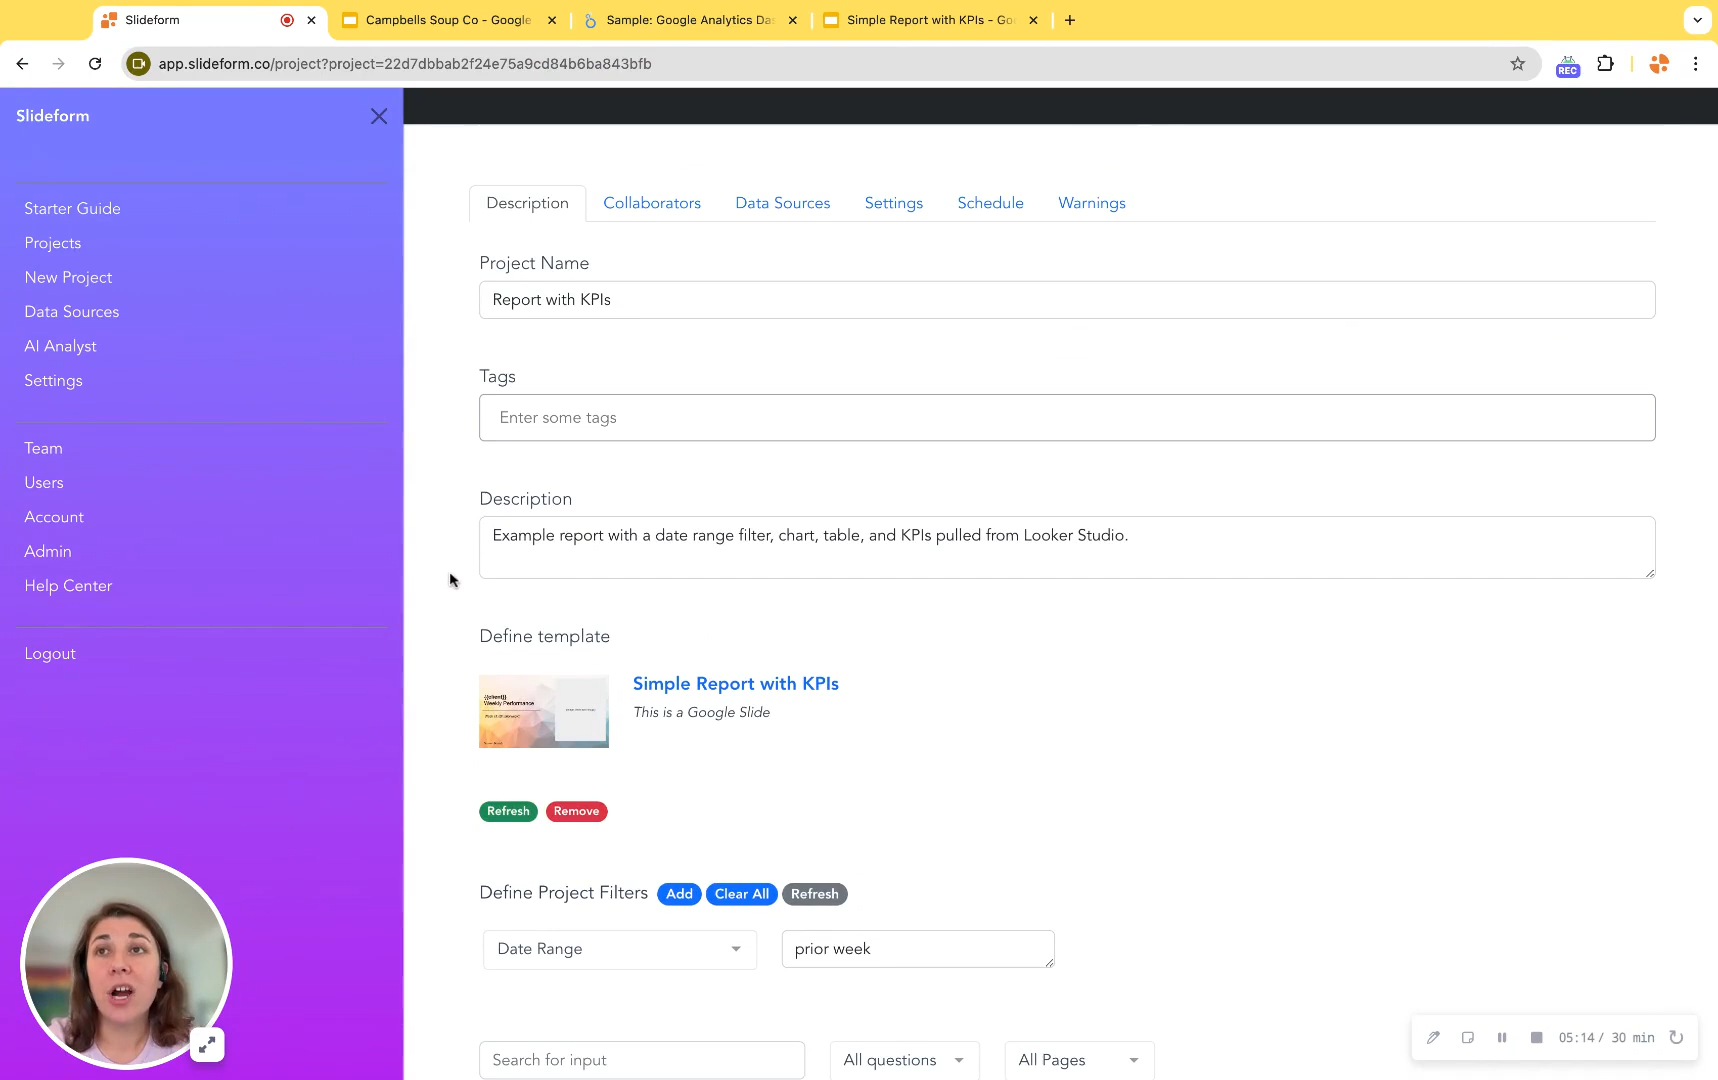 Slideform
Campbells Soup Co - Google
Sample: Google Analytics Da
Simple Report with KPIs - Go
app.slideform.co/project?project=22d7dbbab2f24e75a9cd84b6ba843bfb
REC
Slideform
Starter Guide
Projects
New Project
Data Sources
AI Analyst
Settings
Team
Users
Account
Admin
Help Center
Logout
Description
Collaborators
Data Sources
Settings
Schedule
Warnings
Project Name
Report with KPIs
Tags
Enter some tags
Description
Example report with a date range filter, chart, table, and KPIs pulled from Looker Studio.
Define template
{{client}}
Weekly Performance
Simple Report with KPIs
This is a Google Slide
Refresh
Remove
Define Project Filters
Add
Clear All
Refresh
Date Range
prior week
Search for input
All questions
All Pages
05:14 / 30 min